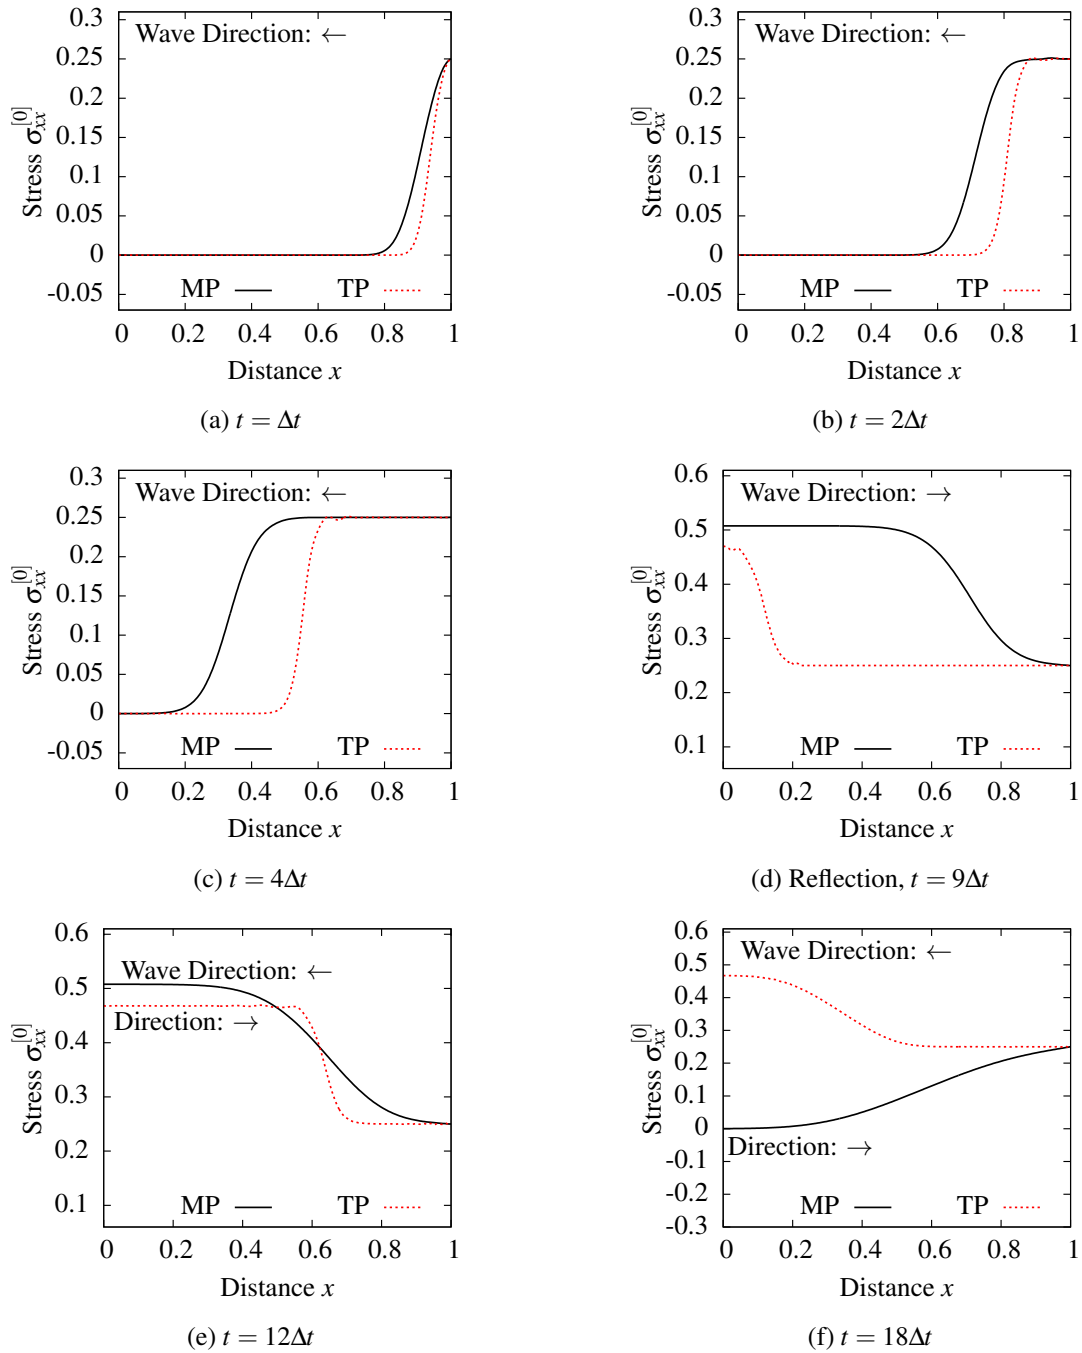 0.3
Wave Direction: ←
0.25
0.2
0.15
0.1
0.05
0
-0.05
Stress σxx[0]
MP
TP
0 0.2 0.4 0.6 0.8 1
Distance x
(a) t = Δt
0.3
Wave Direction: ←
0.25
0.2
0.15
0.1
0.05
0
-0.05
Stress σxx[0]
MP
TP
0 0.2 0.4 0.6 0.8 1
Distance x
(b) t = 2Δt
0.3
Wave Direction: ←
0.25
0.2
0.15
0.1
0.05
0
-0.05
Stress σxx[0]
MP
TP
0 0.2 0.4 0.6 0.8 1
Distance x
(c) t = 4Δt
0.6
Wave Direction: →
0.5
0.4
0.3
0.2
0.1
Stress σxx[0]
MP
TP
0 0.2 0.4 0.6 0.8 1
Distance x
(d) Reflection, t = 9Δt
0.6
Wave Direction: ←
0.5
Direction: →
0.4
0.3
0.2
0.1
Stress σxx[0]
MP
TP
0 0.2 0.4 0.6 0.8 1
Distance x
(e) t = 12Δt
0.6
Wave Direction: ←
0.5
0.4
0.3
0.2
0.1
0
Direction: →
-0.1
-0.2
-0.3
Stress σxx[0]
MP
TP
0 0.2 0.4 0.6 0.8 1
Distance x
(f) t = 18Δt